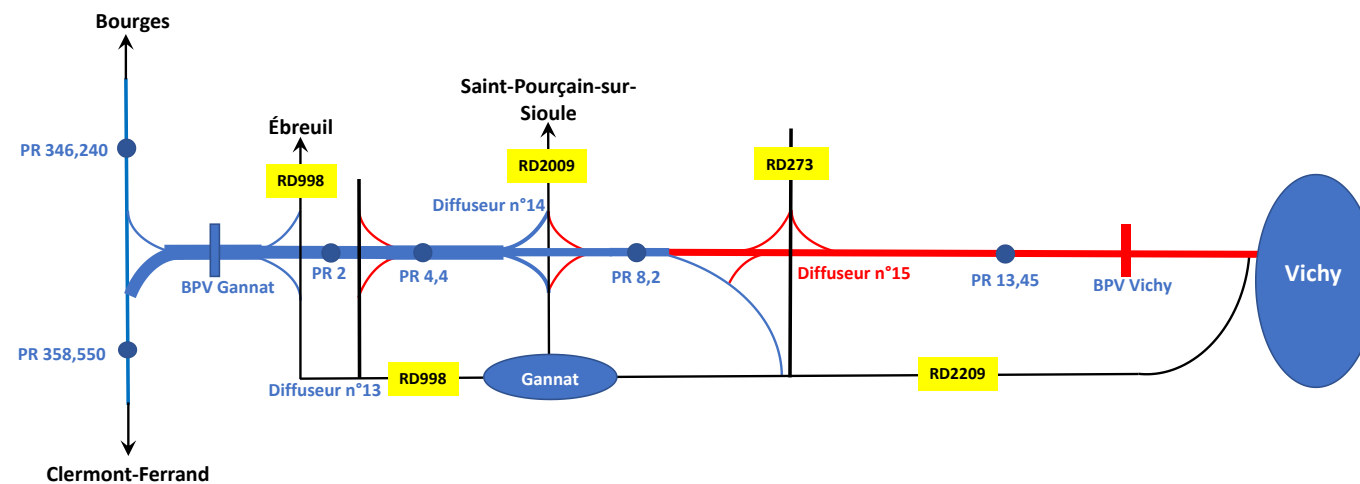 Bourges
Saint-Pourçain-sur-
Sioule
Ébreuil
PR 346,240
RD998
RD2009
RD273
Diffuseur n°14
BPV Gannat
PR 2
PR 4,4
PR 8,2
Diffuseur n°15
PR 13,45
BPV Vichy
Vichy
PR 358,550
Diffuseur n°13
RD998
Gannat
RD2209
Clermont-Ferrand